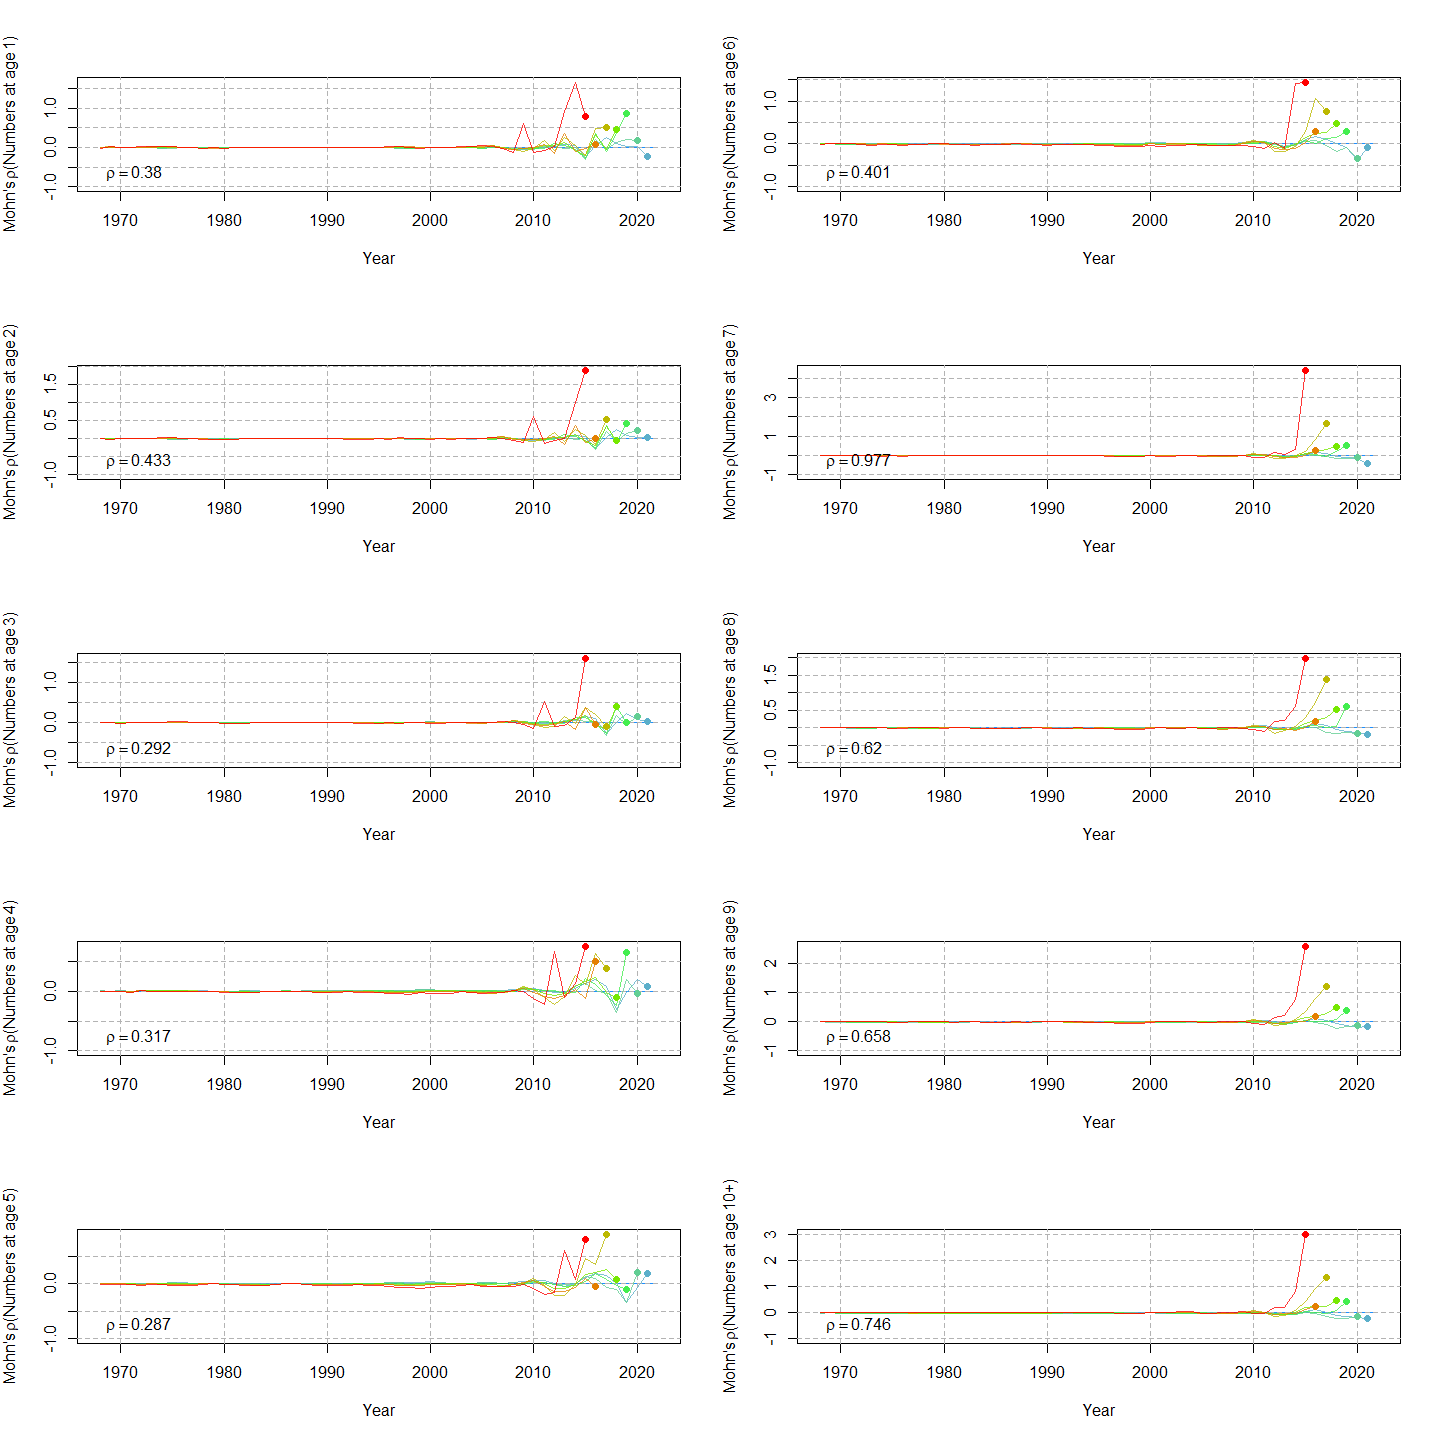 Mohn's ρ(Numbers at age 1)
1.0
0.0
-1.0
ρ = 0.38
1970 1980 1990 2000 2010 2020
Year
Mohn's ρ(Numbers at age 6)
1.0
0.0
-1.0
ρ = 0.401
1970 1980 1990 2000 2010 2020
Year
Mohn's ρ(Numbers at age 2)
1.5
0.5
-1.0
ρ = 0.433
1970 1980 1990 2000 2010 2020
Year
Mohn's ρ(Numbers at age 7)
3
1
-1
ρ = 0.977
1970 1980 1990 2000 2010 2020
Year
Mohn's ρ(Numbers at age 3)
1.0
0.0
-1.0
ρ = 0.292
1970 1980 1990 2000 2010 2020
Year
Mohn's ρ(Numbers at age 8)
1.5
0.5
-1.0
ρ = 0.62
1970 1980 1990 2000 2010 2020
Year
Mohn's ρ(Numbers at age 4)
0.0
-1.0
ρ = 0.317
1970 1980 1990 2000 2010 2020
Year
Mohn's ρ(Numbers at age 9)
2
1
0
-1
ρ = 0.658
1970 1980 1990 2000 2010 2020
Year
Mohn's ρ(Numbers at age 5)
0.0
-1.0
ρ = 0.287
1970 1980 1990 2000 2010 2020
Year
Mohn's ρ(Numbers at age 10+)
3
2
1
0
-1
ρ = 0.746
1970 1980 1990 2000 2010 2020
Year